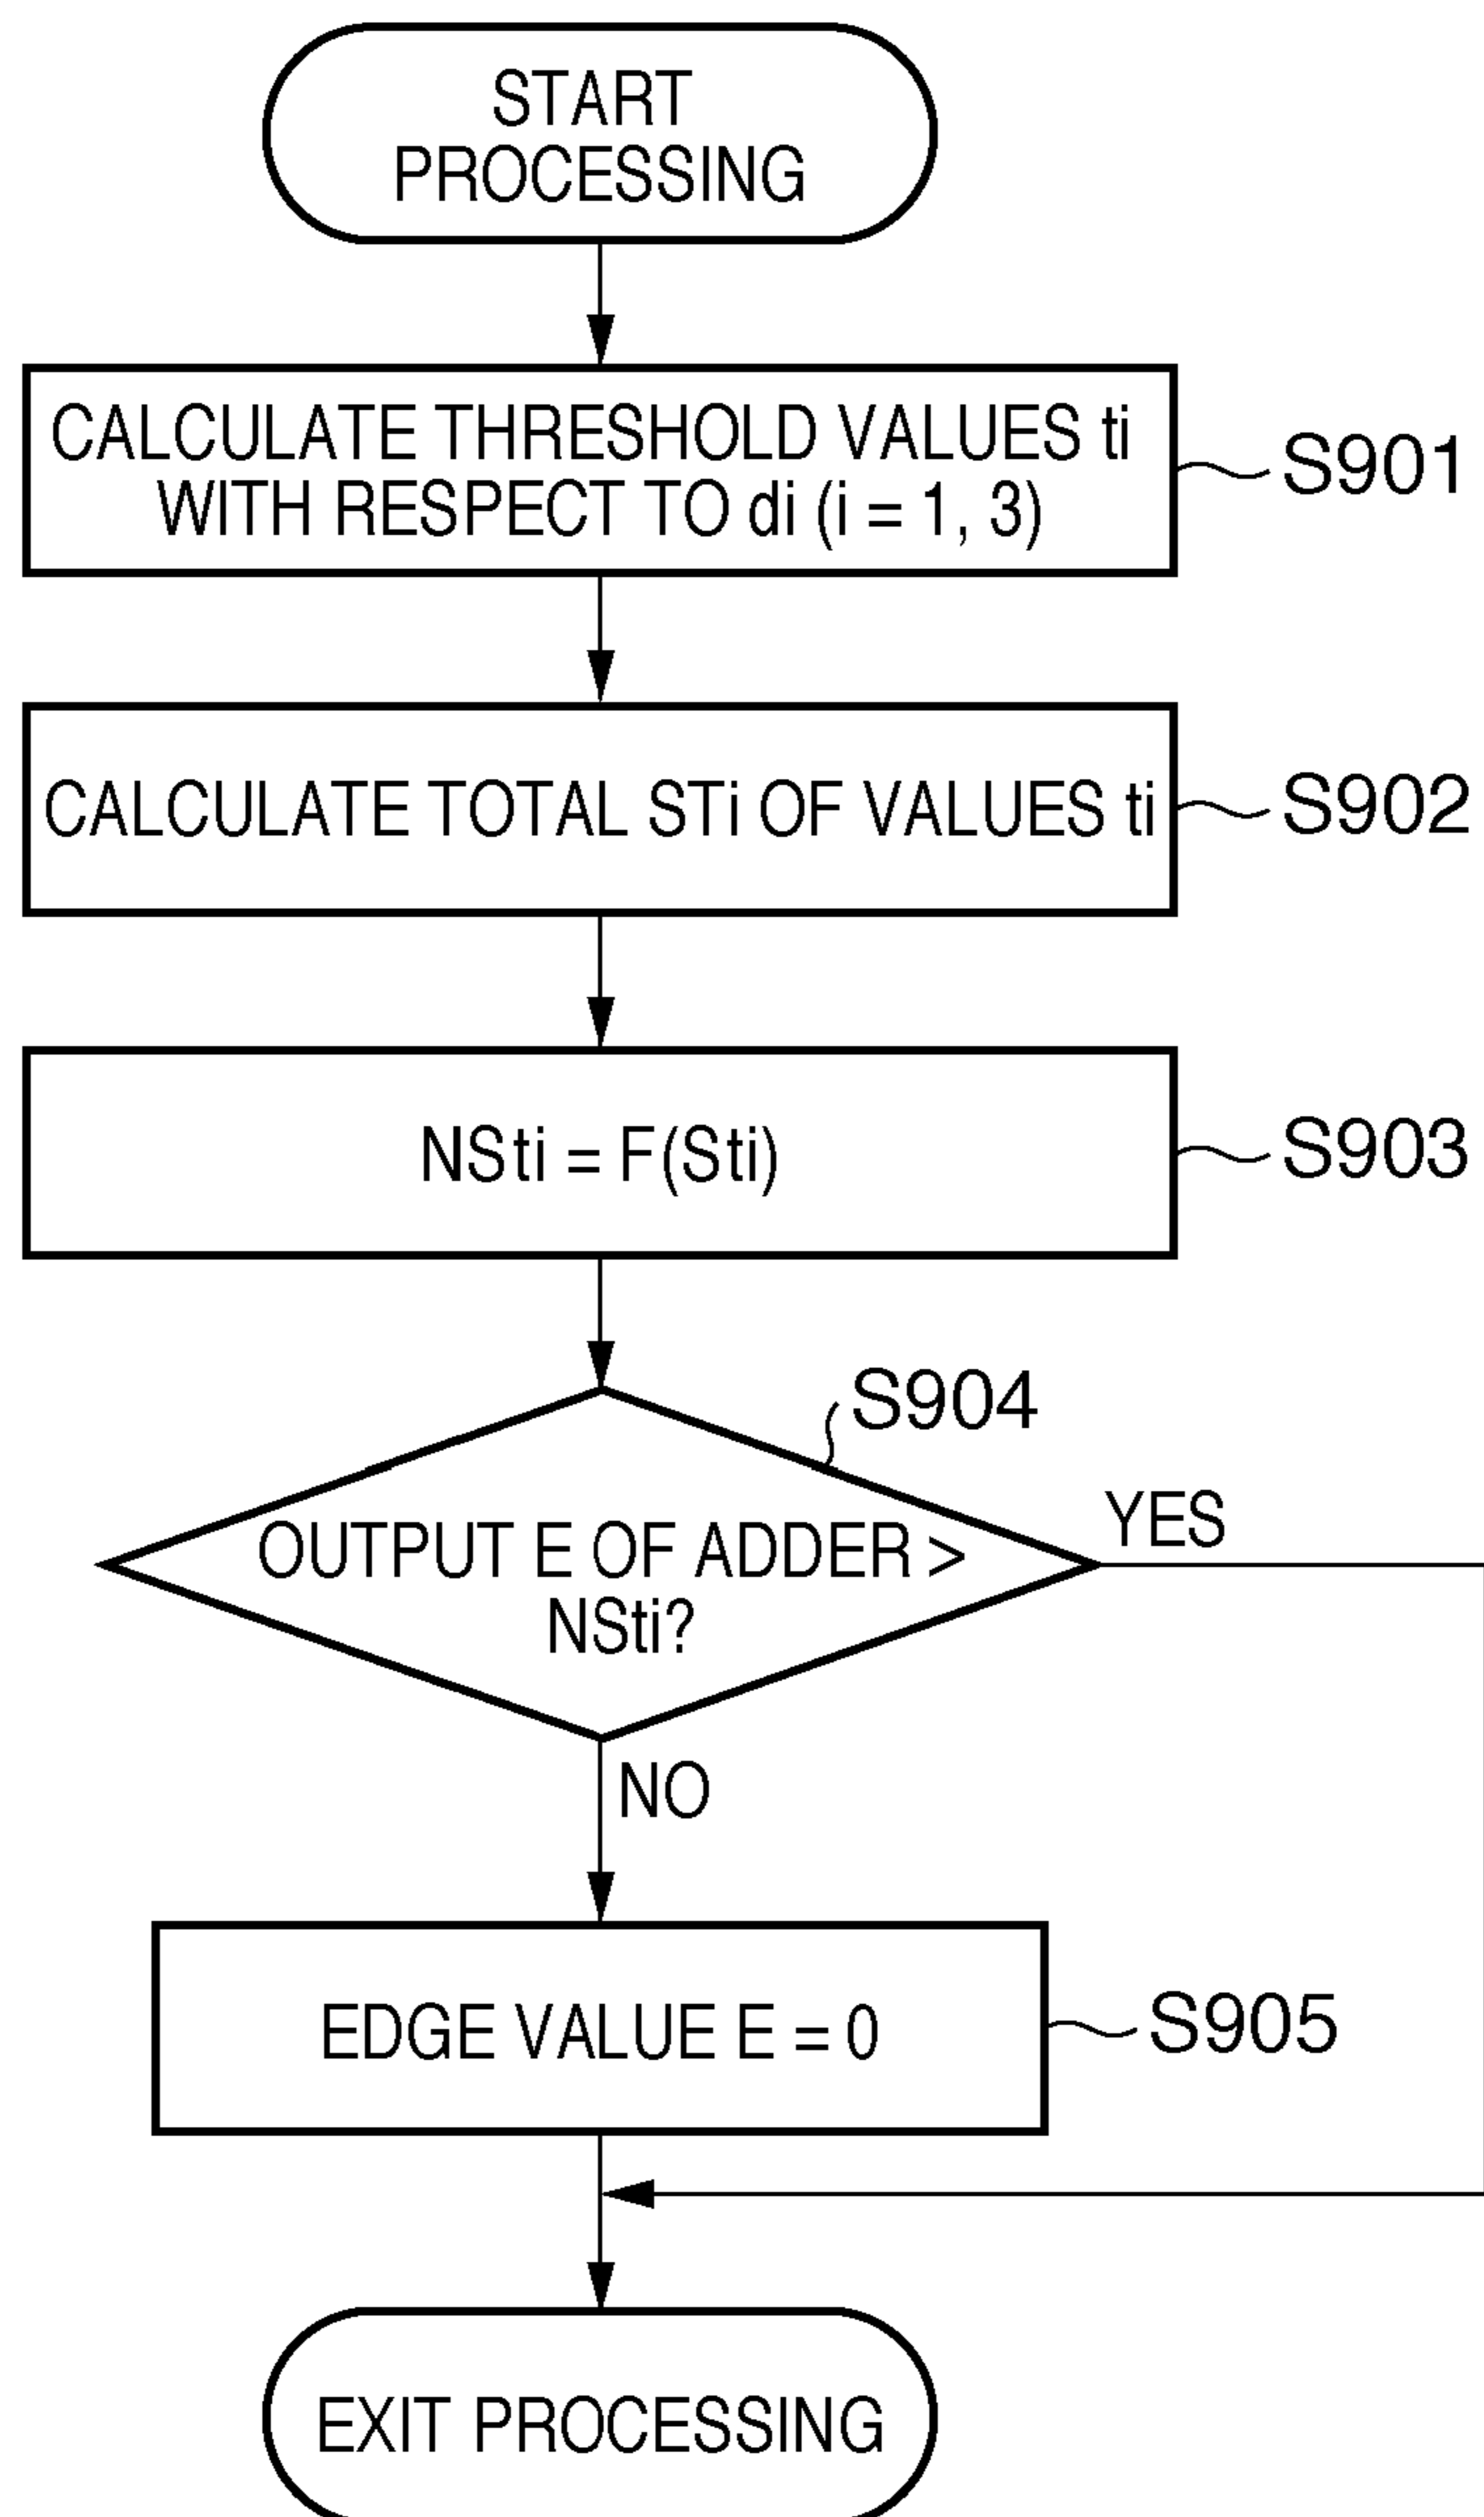 START
PROCESSING
CALCULATE THRESHOLD VALUES ti
WITH RESPECT TO di (i = 1, 3)
S901
CALCULATE TOTAL STi OF VALUES ti
S902
NSti = F(Sti)
S903
S904
OUTPUT E OF ADDER >
NSti?
YES
NO
EDGE VALUE E = 0
S905
EXIT PROCESSING